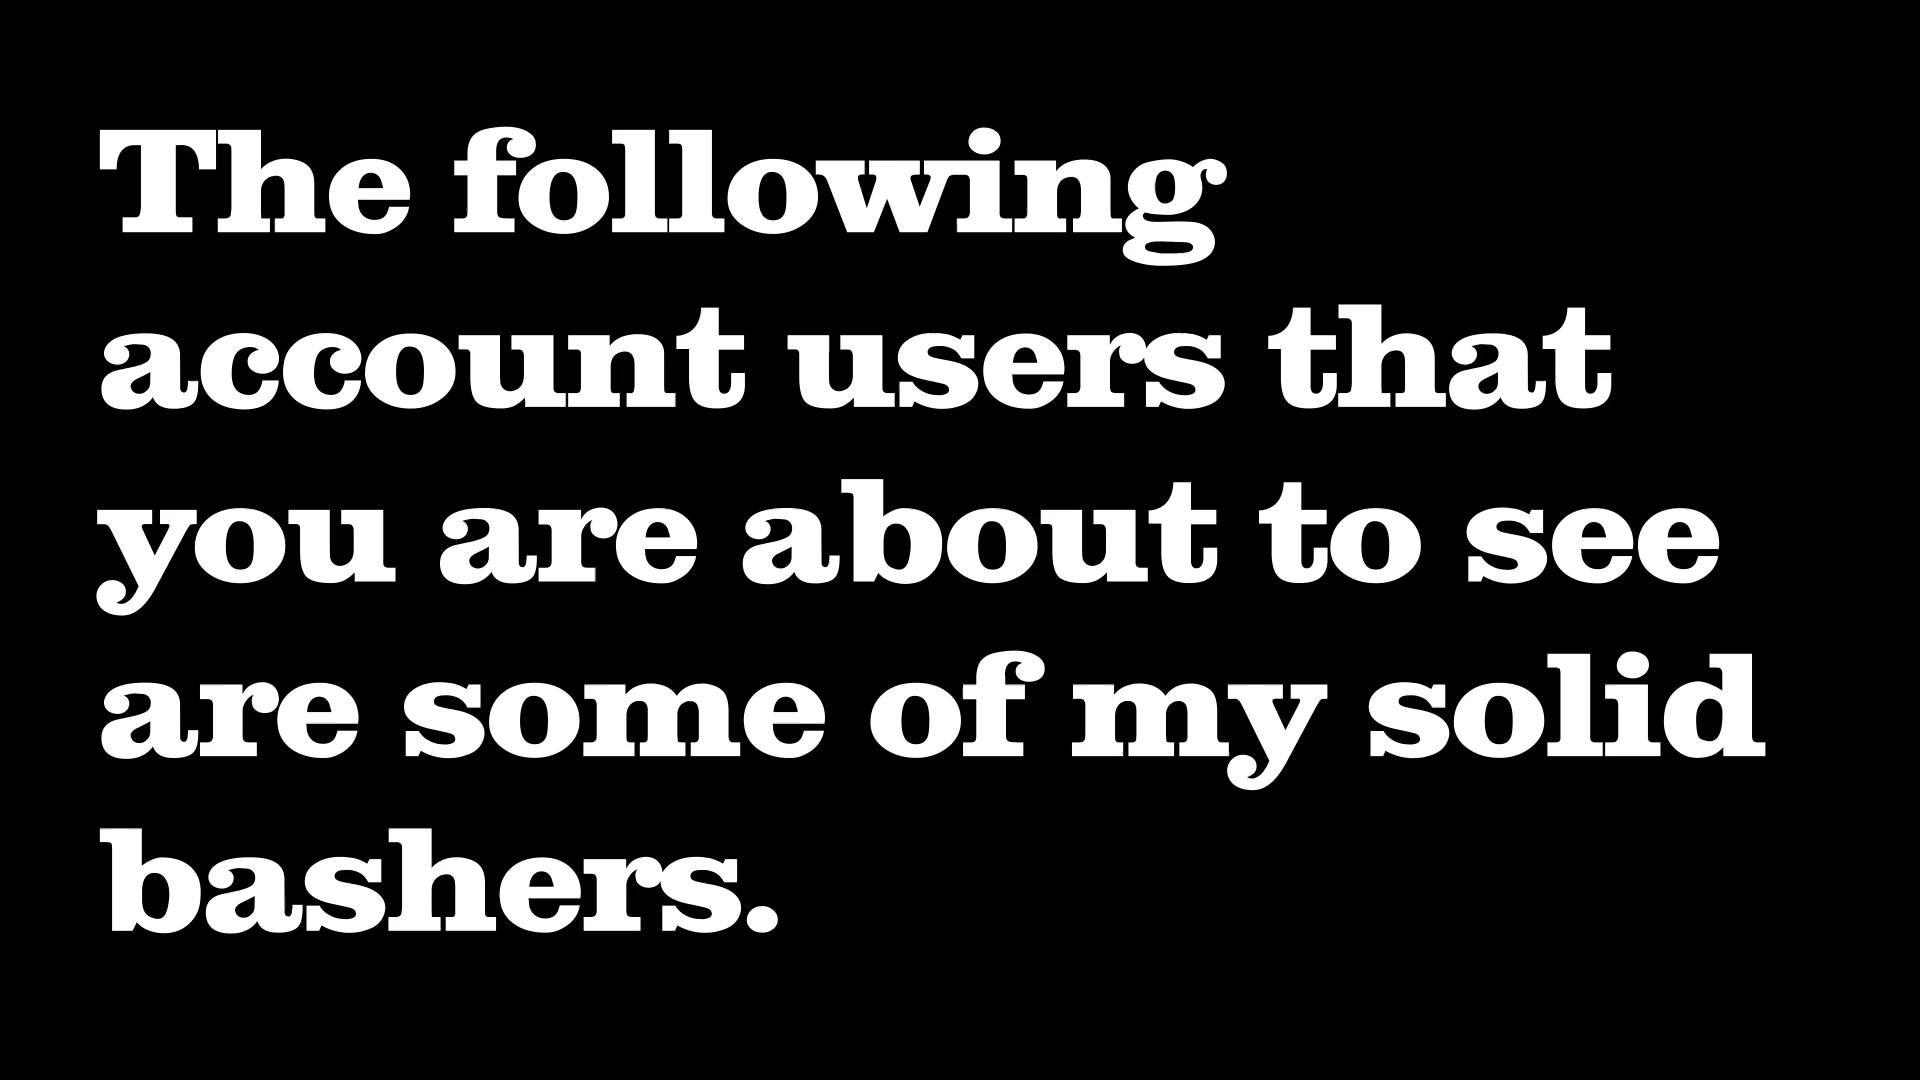 The following
account users that
you are about to see
are some of my solid
bashers.